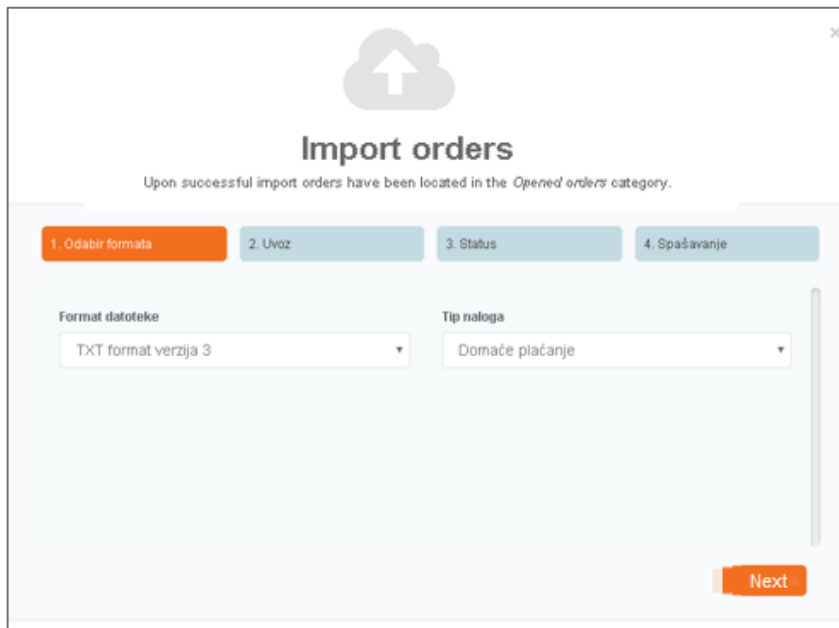 ×
Import orders
Upon successful import orders have been located in the Opened orders category.
1. Odabir formata
2. Uvoz
3. Status
4. Spašavanje
Format datoteke
Tip naloga
TXT format verzija 3
Domaće plaćanje
Next